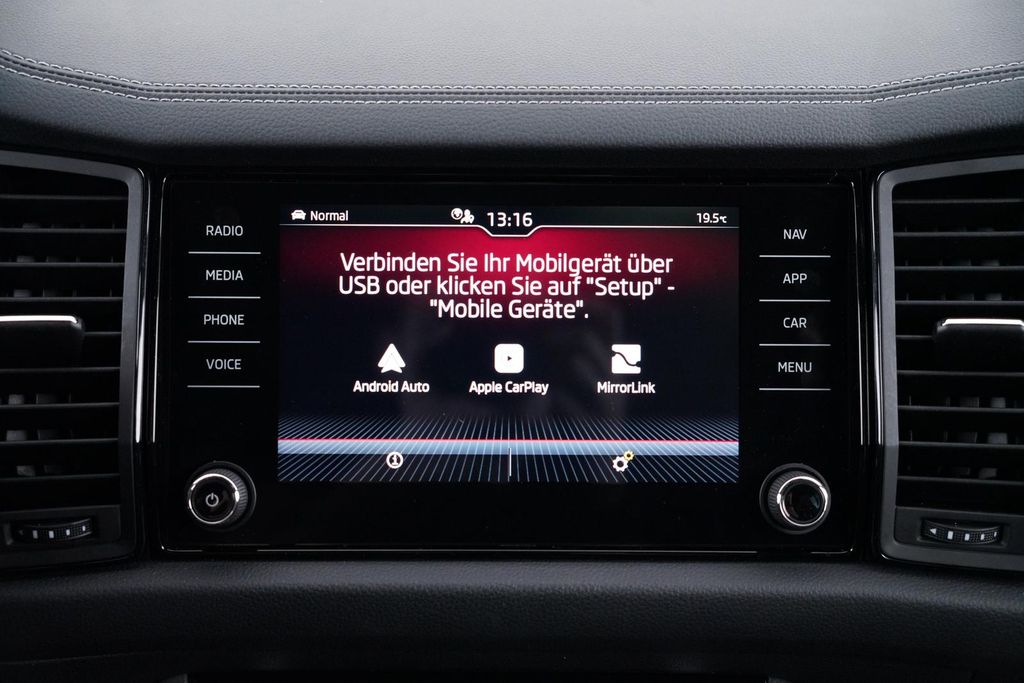 RADIO
MEDIA
PHONE
VOICE
Normal
13:16
19.5°C
Verbinden Sie Ihr Mobilgerät über
USB oder klicken Sie auf "Setup" -
"Mobile Geräte".
Android Auto
Apple CarPlay
MirrorLink
NAV
APP
CAR
MENU